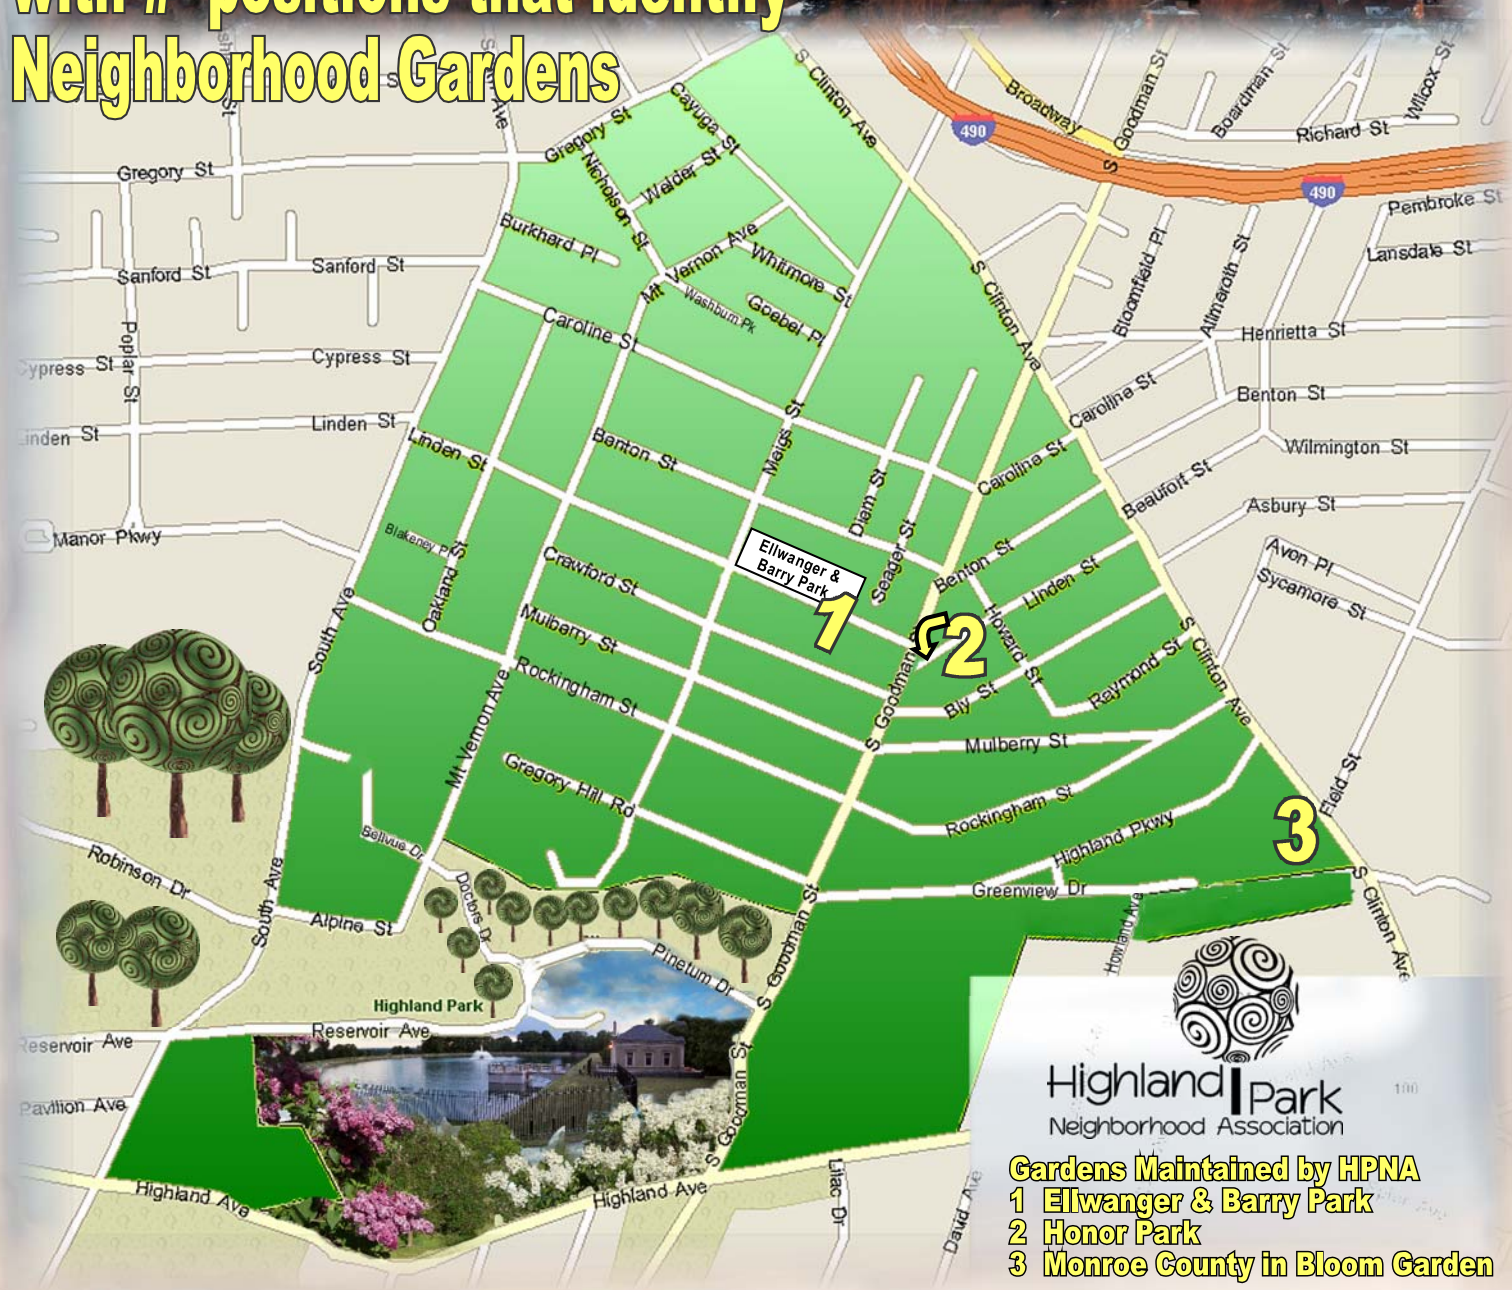 with # positions that identify
Neighborhood Gardens
S Clinton Ave
Broadway
S Goodman St
Boardman St
Wilcox St
Richard St
490
490
Pembroke St
Lansdale St
Gregory St
Gregory St
Cayuga St
Nicholson St
Welder St
Burkhard Pl
Mt Vernon Ave
Whitmore St
Washburn Pk
Goebel Pl
Sanford St
Sanford St
S Clinton Ave
Bloomfield Pl
Allmeroth St
Henrietta St
Poplar St
Cypress St
Cypress St
Caroline St
Caroline St
Caroline St
Benton St
Linden St
Linden St
Linden St
Benton St
Meigs St
Wilmington St
Beaufort St
Asbury St
Diem St
Seager St
Manor Pkwy
Blakeney Pl
Oakland St
Crawford St
Ellwanger &
Barry Park
1
Benton St
Linden St
Avon Pl
Sycamore St
South Ave
Mulberry St
2
Howard St
Raymond St
S Clinton Ave
Rockingham St
Bly St
S Goodman
Mt Vernon Ave
Mulberry St
Gregory Hill Rd
Rockingham St
Field St
Highland Pkwy
3
Bellvue Dr
Robinson Dr
South Ave
Alpine St
Doctors Dr
Greenview Dr
Howland Ave
S Clinton Ave
Pinetum Dr
S Goodman St
Highland Park
Reservoir Ave
Reservoir Ave
Pavilion Ave
S Goodman St
Highland Ave
Highland Ave
Lilac Dr
David Ave
Highland Park
Neighborhood Association
Gardens Maintained by HPNA
1 Ellwanger & Barry Park
2 Honor Park
3 Monroe County in Bloom Garden